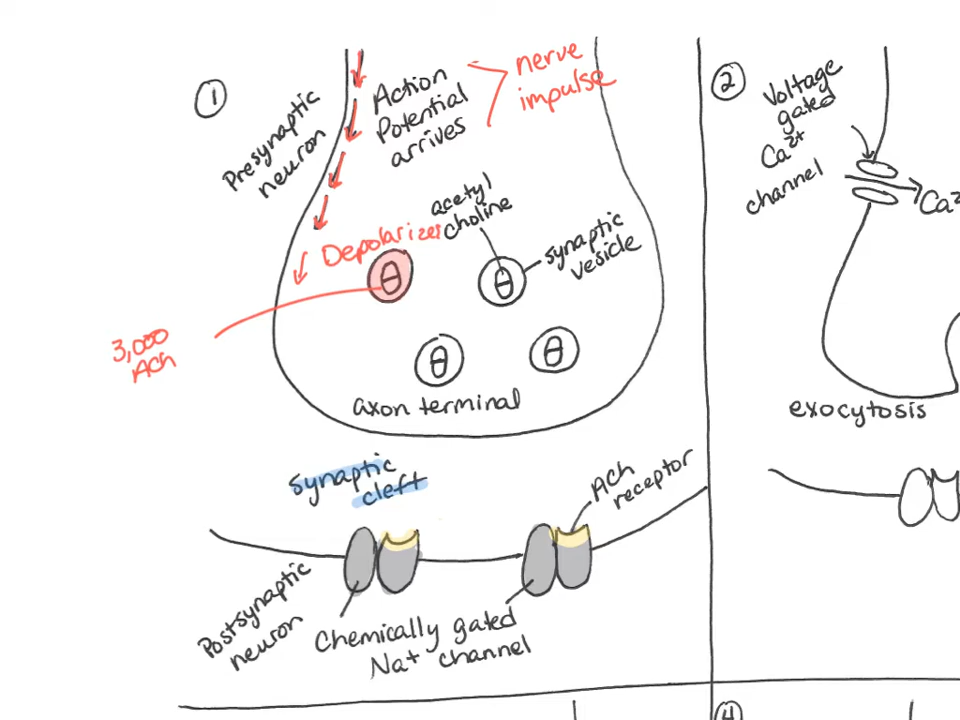 1
Presynaptic
neuron
Action
Potential
arrives
nerve
impulse
Depolarizes
acetyl
choline
synaptic
vesicle
3,000
ACh
axon terminal
synaptic
cleft
ACh
receptor
Postsynaptic
neuron
Chemically gated
Na+ channel
2
Voltage
gated
Ca2+
channel
Ca2
exocytosis
4